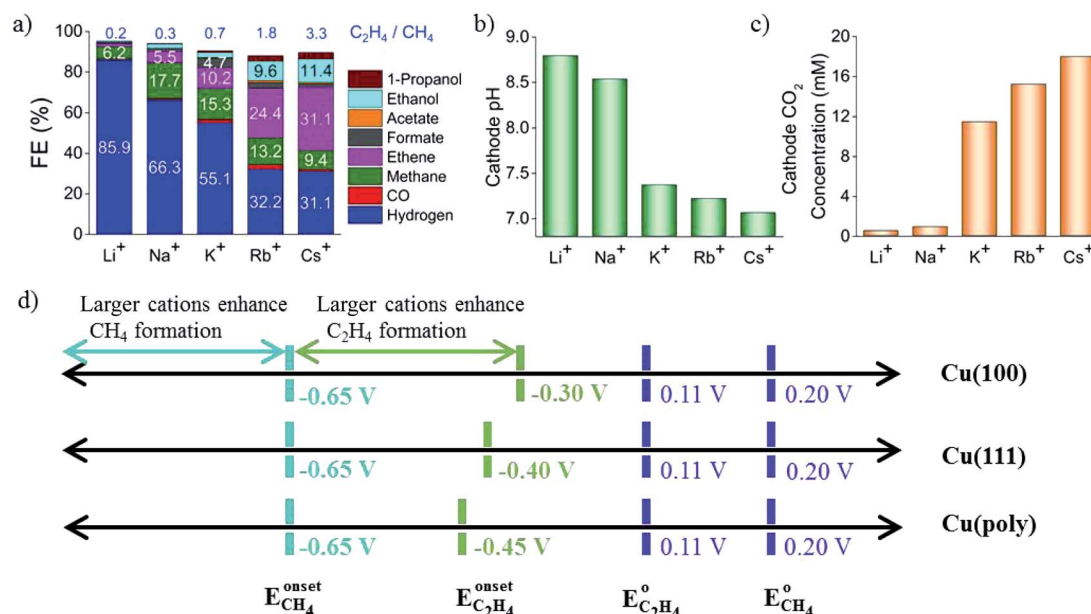 a)
0.2 0.3 0.7 1.8 3.3 C₂H₄ / CH₄
100
80
60
40
20
0
FE (%)
6.2
85.9
5.5
17.7
66.3
4.7
10.2
15.3
55.1
9.6
24.4
13.2
32.2
11.4
31.1
9.4
31.1
Li⁺ Na⁺ K⁺ Rb⁺ Cs⁺
1-Propanol
Ethanol
Acetate
Formate
Ethene
Methane
CO
Hydrogen
b)
Cathode pH
9.0
8.5
8.0
7.5
7.0
Li⁺ Na⁺ K⁺ Rb⁺ Cs⁺
c)
Cathode CO₂
Concentration (mM)
20
16
12
8
4
0
Li⁺ Na⁺ K⁺ Rb⁺ Cs⁺
d)
Larger cations enhance
CH₄ formation
Larger cations enhance
C₂H₄ formation
Cu(100)
-0.65 V -0.30 V 0.11 V 0.20 V
Cu(111)
-0.65 V -0.40 V 0.11 V 0.20 V
Cu(poly)
-0.65 V -0.45 V 0.11 V 0.20 V
E onset CH₄ E onset C₂H₄ E o C₂H₄ E o CH₄